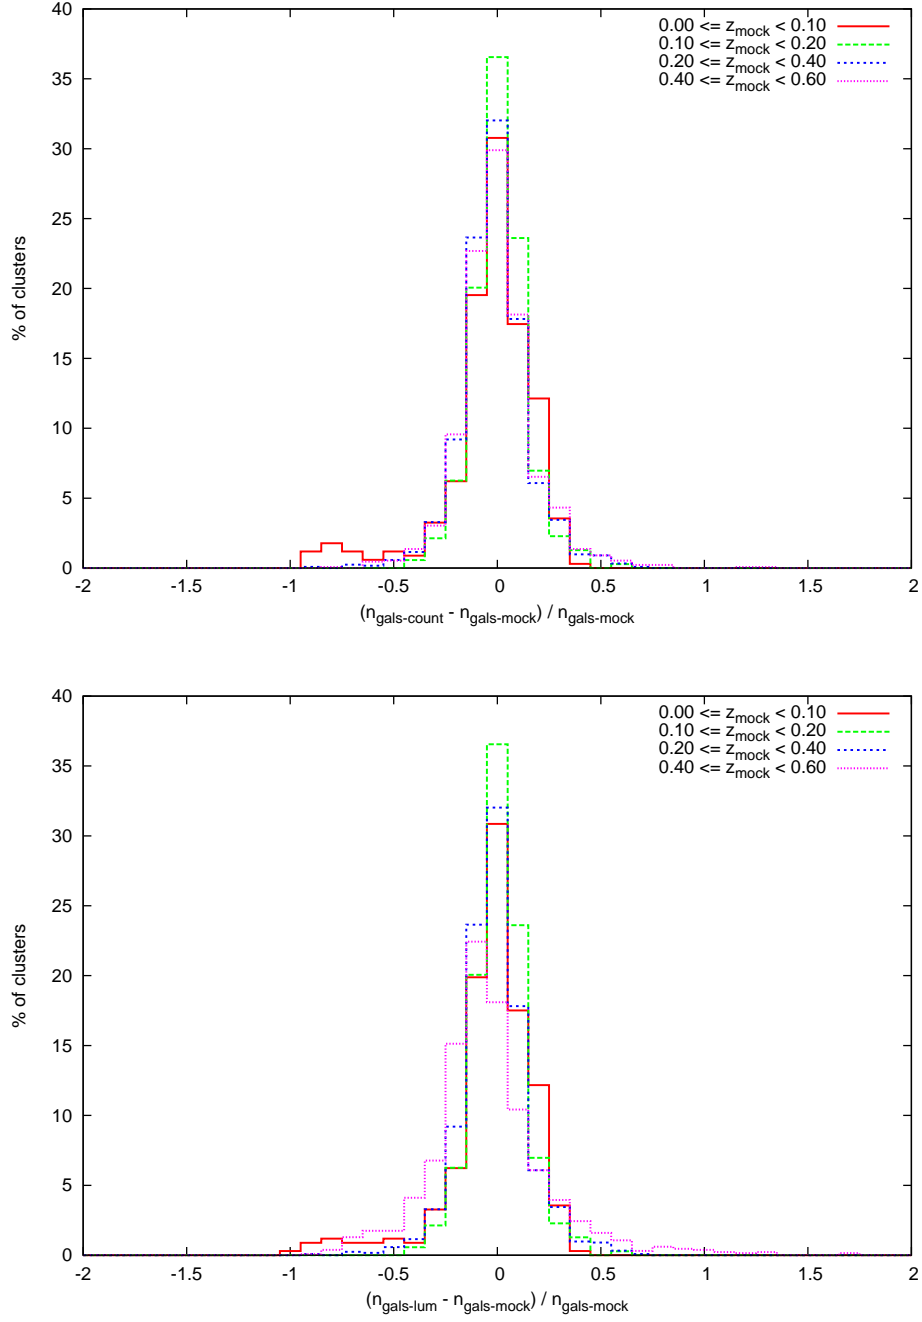 40
35
30
25
20
15
10
5
0
% of clusters
0.00 <= z_mock < 0.10
0.10 <= z_mock < 0.20
0.20 <= z_mock < 0.40
0.40 <= z_mock < 0.60
-2 -1.5 -1 -0.5 0 0.5 1 1.5 2
(n_gals-count - n_gals-mock) / n_gals-mock
40
35
30
25
20
15
10
5
0
% of clusters
0.00 <= z_mock < 0.10
0.10 <= z_mock < 0.20
0.20 <= z_mock < 0.40
0.40 <= z_mock < 0.60
-2 -1.5 -1 -0.5 0 0.5 1 1.5 2
(n_gals-lum - n_gals-mock) / n_gals-mock